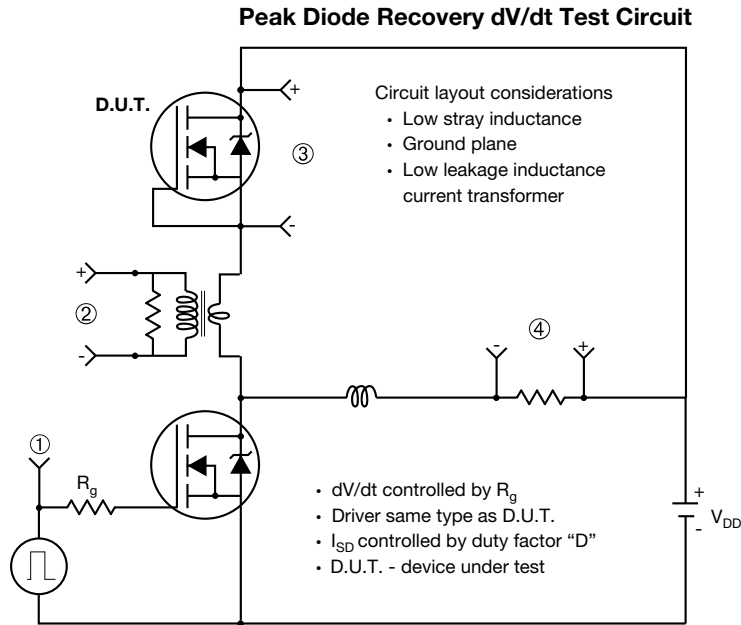 Peak Diode Recovery dV/dt Test Circuit
D.U.T.
+
-
③
Circuit layout considerations
• Low stray inductance
• Ground plane
• Low leakage inductance
current transformer
+
②
-
④
-
+
①
Rg
• dV/dt controlled by Rg
• Driver same type as D.U.T.
• ISD controlled by duty factor “D”
• D.U.T. - device under test
+
-
VDD